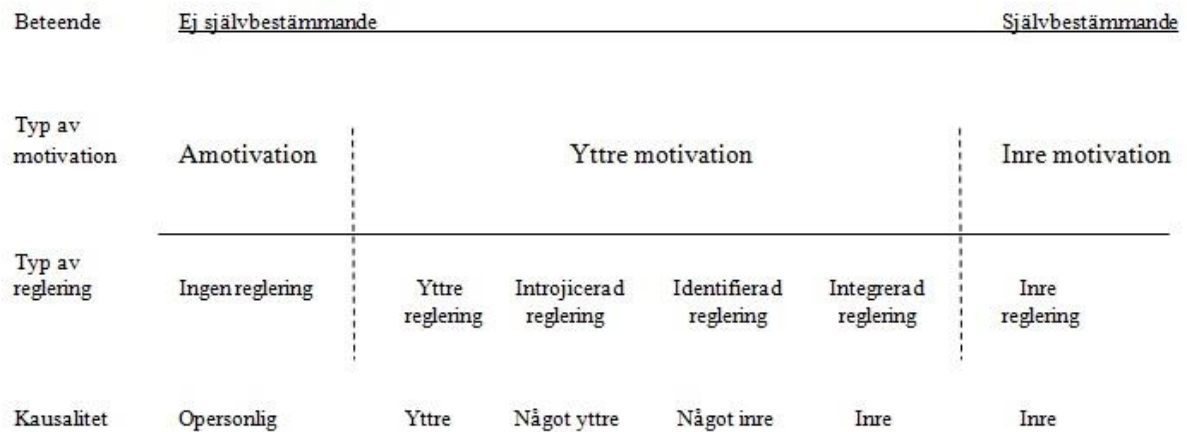 Beteende Ej självbestämmande Självbestämmande
Typ av
motivation Amotivation Yttre motivation Inre motivation
Typ av
reglering Ingen reglering Yttre Introjicerad Identifierad Integrerad Inre
reglering reglering reglering reglering reglering
Kausalitet Opersonlig Yttre Något yttre Något inre Inre Inre